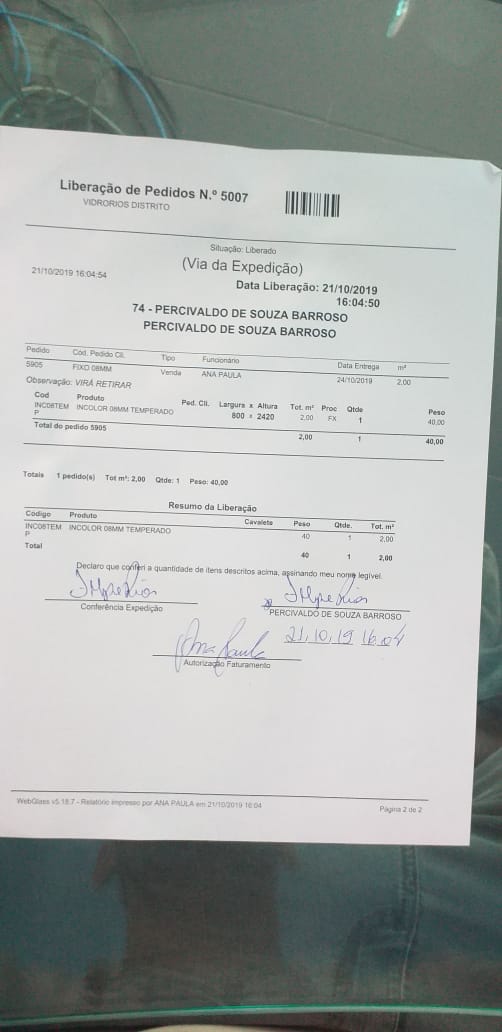 Liberação de Pedidos N.º 5007
VIDRORIOS DISTRITO
Situação: Liberado
(Via da Expedição)
21/10/2019 16:04:54
Data Liberação: 21/10/2019
16:04:50
74 - PERCIVALDO DE SOUZA BARROSO
PERCIVALDO DE SOUZA BARROSO
Pedido Cód. Pedido Cli. Tipo Funcionário Data Entrega m²
5905 FIXO 08MM Venda ANA PAULA 24/10/2019 2,00
Observação: VIRÁ RETIRAR
Cod Produto Ped. Cli. Largura x Altura Tot. m² Proc Qtde Peso
INC08TEM INCOLOR 08MM TEMPERADO 800 x 2420 2,00 FX 1 40,00
P
Total do pedido 5905 2,00 1 40,00
Totais 1 pedido(s) Tot m²: 2,00 Qtde: 1 Peso: 40,00
Resumo da Liberação
Código Produto Cavalete Peso Qtde. Tot. m²
INC08TEM INCOLOR 08MM TEMPERADO 40 1 2,00
P
Total 40 1 2,00
Declaro que conferi a quantidade de itens descritos acima, assinando meu nome legível.
Conferência Expedição
PERCIVALDO DE SOUZA BARROSO
21,10,19 16,04
Ana Paula
Autorização Faturamento
WebGlass v5.18.7 - Relatório impresso por ANA PAULA em 21/10/2019 16:04
Página 2 de 2